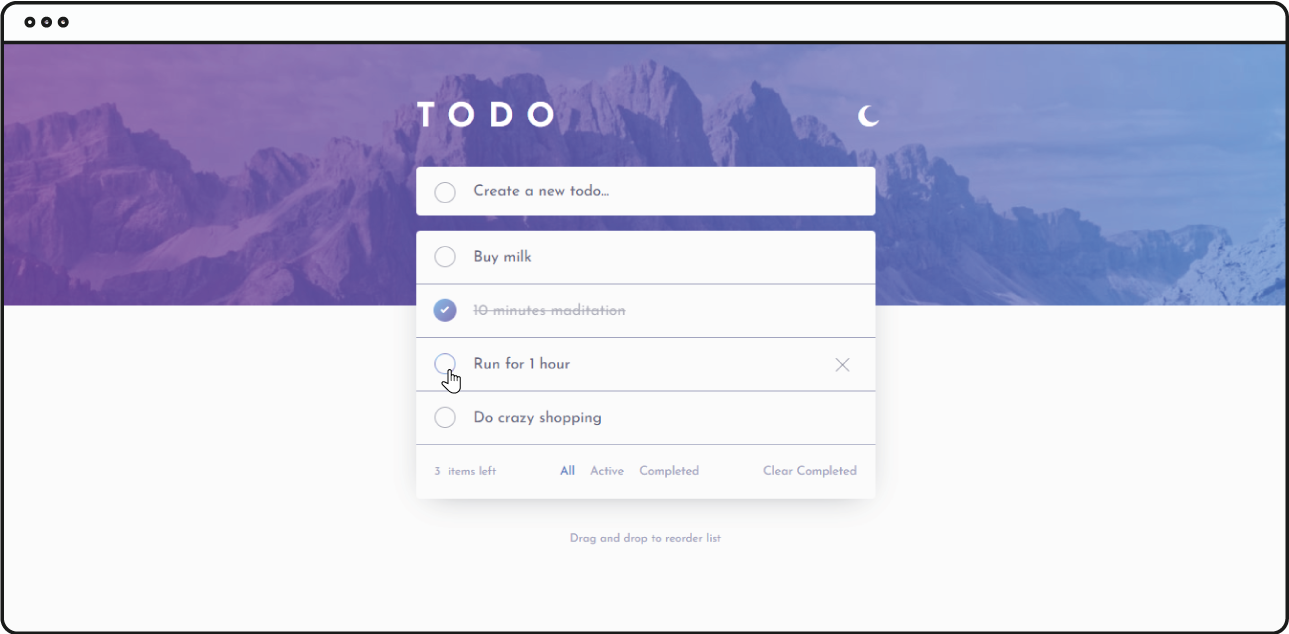 TODO
Create a new todo...
Buy milk
10 minutes maditation
Run for 1 hour
Do crazy shopping
3 items left All Active Completed Clear Completed
Drag and drop to reorder list